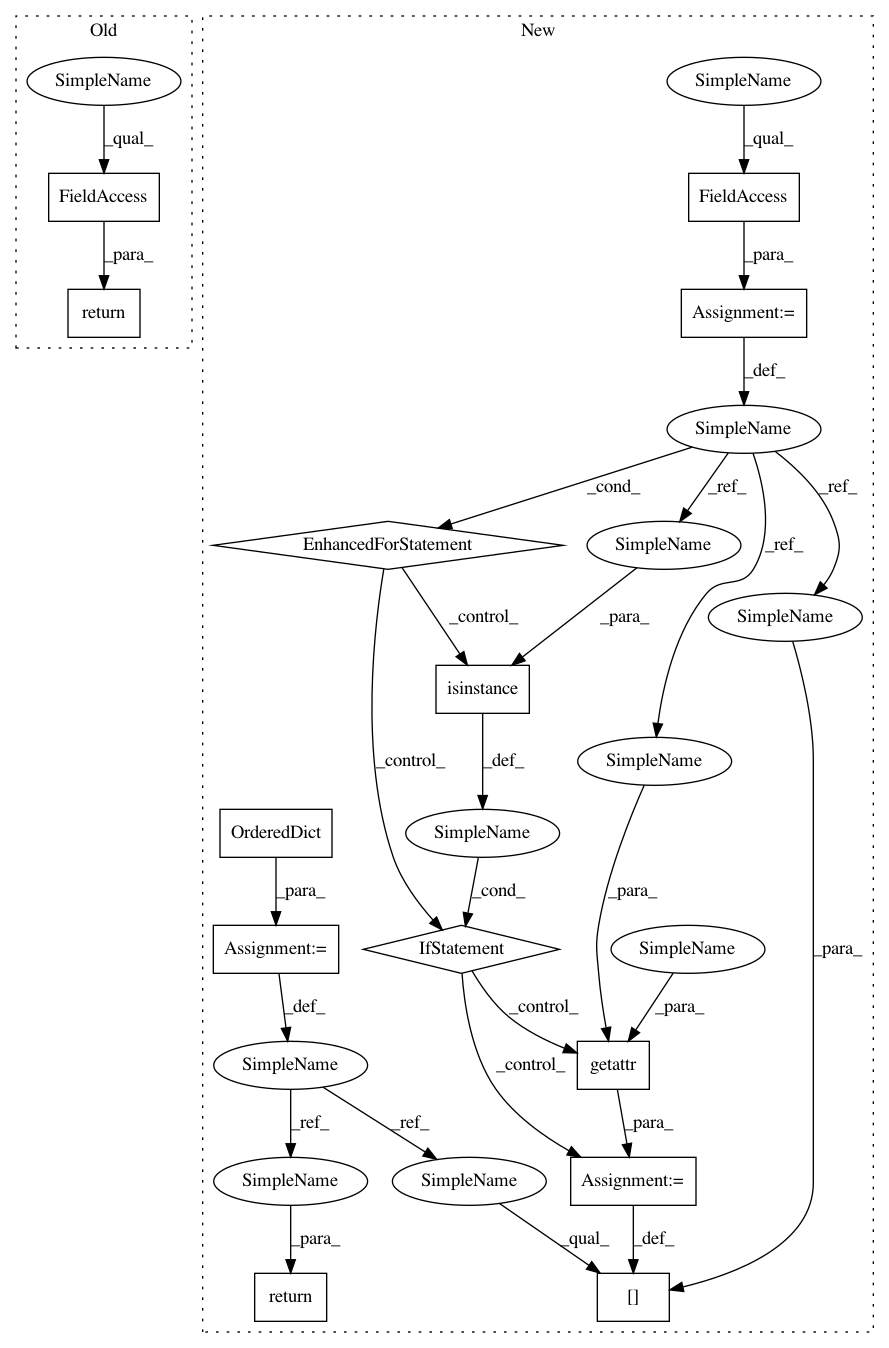 Old
New
SimpleName
SimpleName
_qual_
_qual_
FieldAccess
FieldAccess
_para_
_para_
return
Assignment:=
_def_
SimpleName
_cond_
_ref_
_ref_
EnhancedForStatement
SimpleName
_ref_
SimpleName
_control_
_para_
isinstance
_control_
_def_
SimpleName
OrderedDict
SimpleName
_para_
_cond_
_para_
Assignment:=
IfStatement
SimpleName
_para_
_def_
_control_
_para_
SimpleName
_control_
getattr
_ref_
_ref_
_para_
SimpleName
SimpleName
Assignment:=
_para_
_qual_
_def_
return
[]